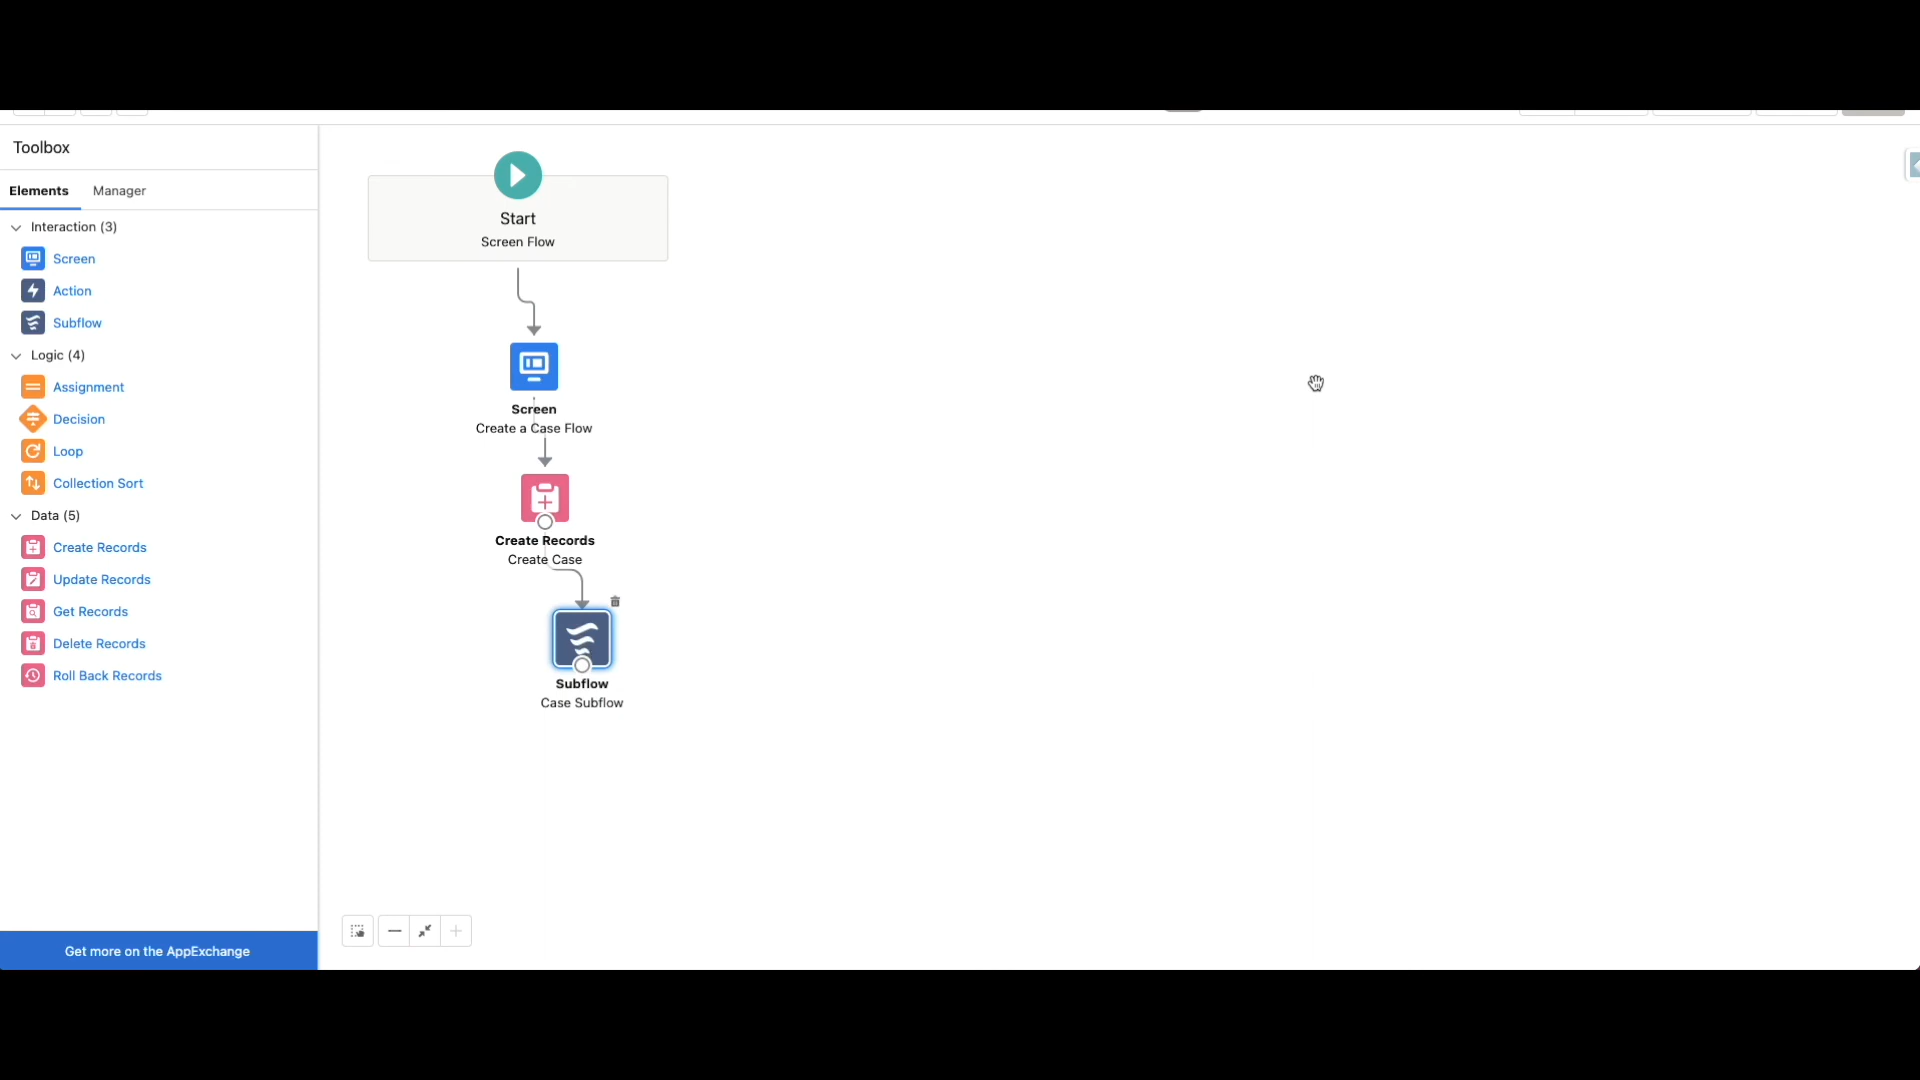 Toolbox
Elements
Manager
Interaction (3)
Screen
Action
Subflow
Logic (4)
Assignment
Decision
Loop
Collection Sort
Data (5)
Create Records
Update Records
Get Records
Delete Records
Roll Back Records
Get more on the AppExchange
Start
Screen Flow
Screen
Create a Case Flow
Create Records
Create Case
Subflow
Case Subflow